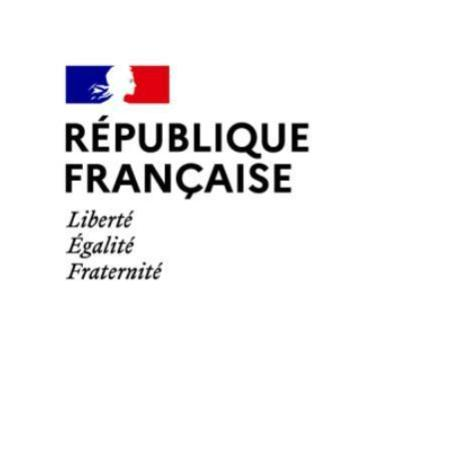 RÉPUBLIQUE
FRANÇAISE
Liberté
Égalité
Fraternité